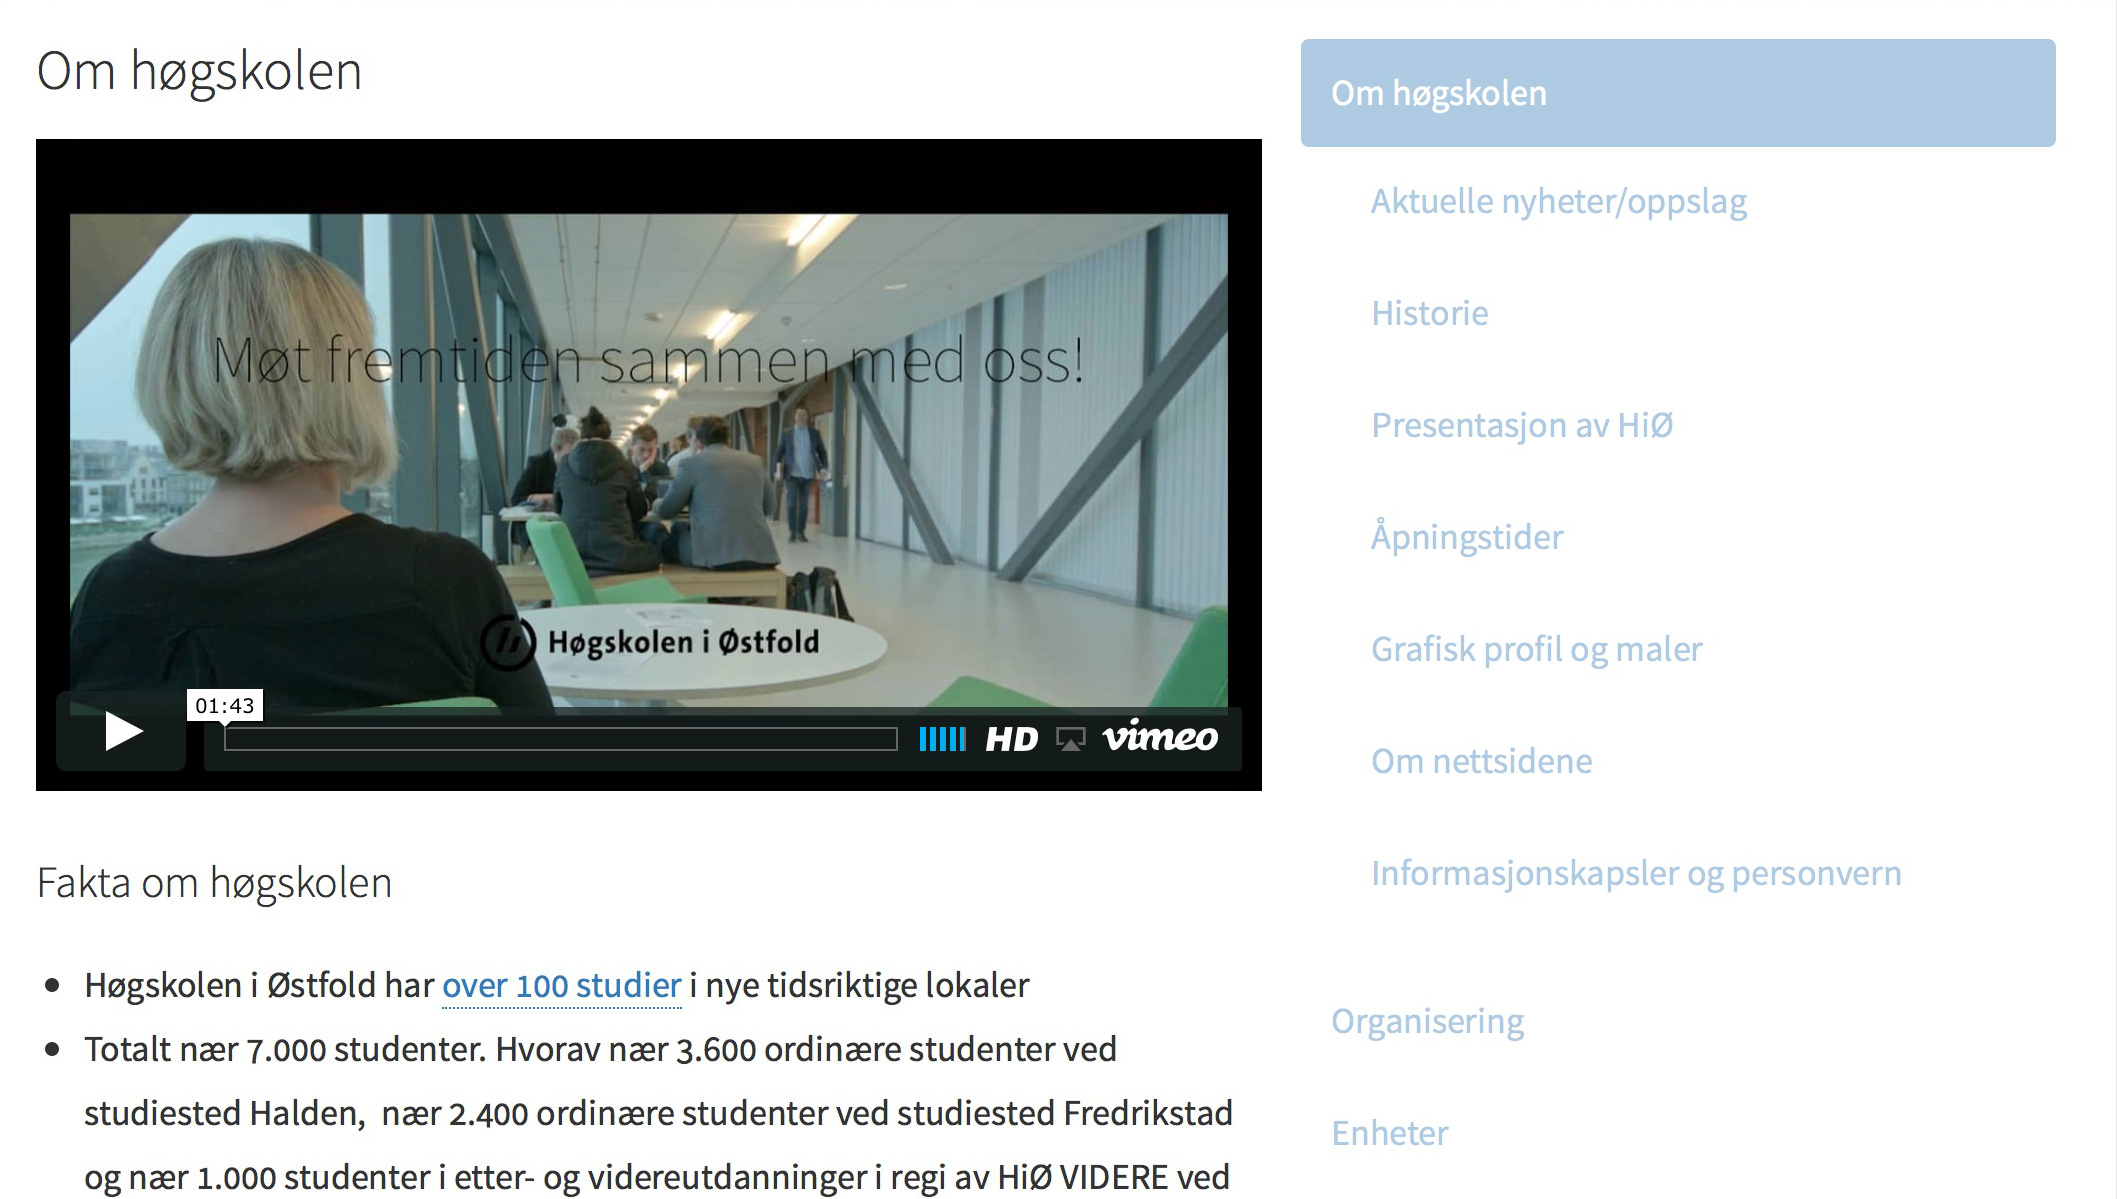 Om høgskolen
Møt fremtiden sammen med oss!
Høgskolen i Østfold
01:43
HD
vimeo
Fakta om høgskolen
Høgskolen i Østfold har over 100 studier i nye tidsriktige lokaler
Totalt nær 7.000 studenter. Hvorav nær 3.600 ordinære studenter ved
studiested Halden,  nær 2.400 ordinære studenter ved studiested Fredrikstad
og nær 1.000 studenter i etter- og videreutdanninger i regi av HiØ VIDERE ved
Om høgskolen
Aktuelle nyheter/oppslag
Historie
Presentasjon av HiØ
Åpningstider
Grafisk profil og maler
Om nettsidene
Informasjonskapsler og personvern
Organisering
Enheter